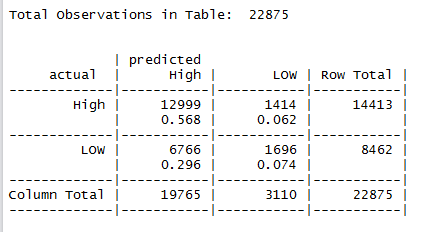 Total Observations in Table:  22875
             | predicted
      actual |      High |       LOW | Row Total |
-------------|-----------|-----------|-----------|
        High |     12999 |      1414 |     14413 |
             |     0.568 |     0.062 |           |
-------------|-----------|-----------|-----------|
         LOW |      6766 |      1696 |      8462 |
             |     0.296 |     0.074 |           |
-------------|-----------|-----------|-----------|
Column Total |     19765 |      3110 |     22875 |
-------------|-----------|-----------|-----------|